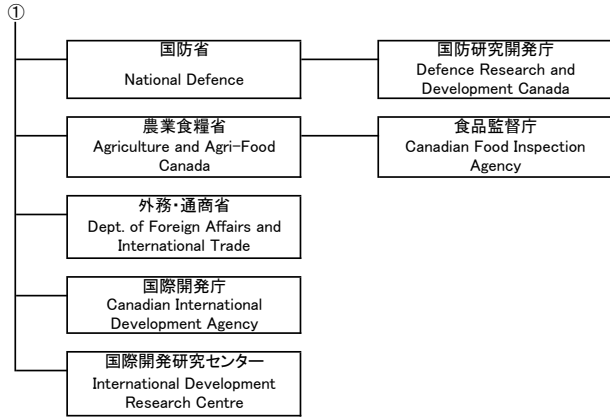 ①
国防省
National Defence
国防研究開発庁
Defence Research and
Development Canada
農業食糧省
Agriculture and Agri-Food
Canada
食品監督庁
Canadian Food Inspection
Agency
外務・通商省
Dept. of Foreign Affairs and
International Trade
国際開発庁
Canadian International
Development Agency
国際開発研究センター
International Development
Research Centre